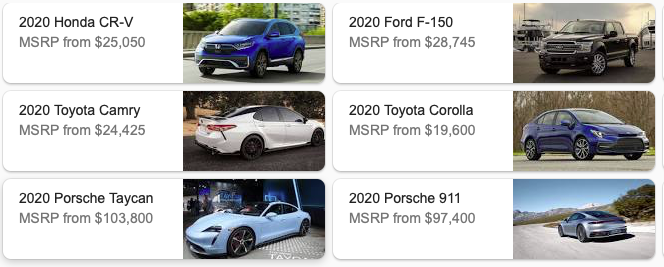 2020 Honda CR-V
MSRP from $25,050
2020 Ford F-150
MSRP from $28,745
2020 Toyota Camry
MSRP from $24,425
2020 Toyota Corolla
MSRP from $19,600
2020 Porsche Taycan
MSRP from $103,800
TAYCAN
2020 Porsche 911
MSRP from $97,400